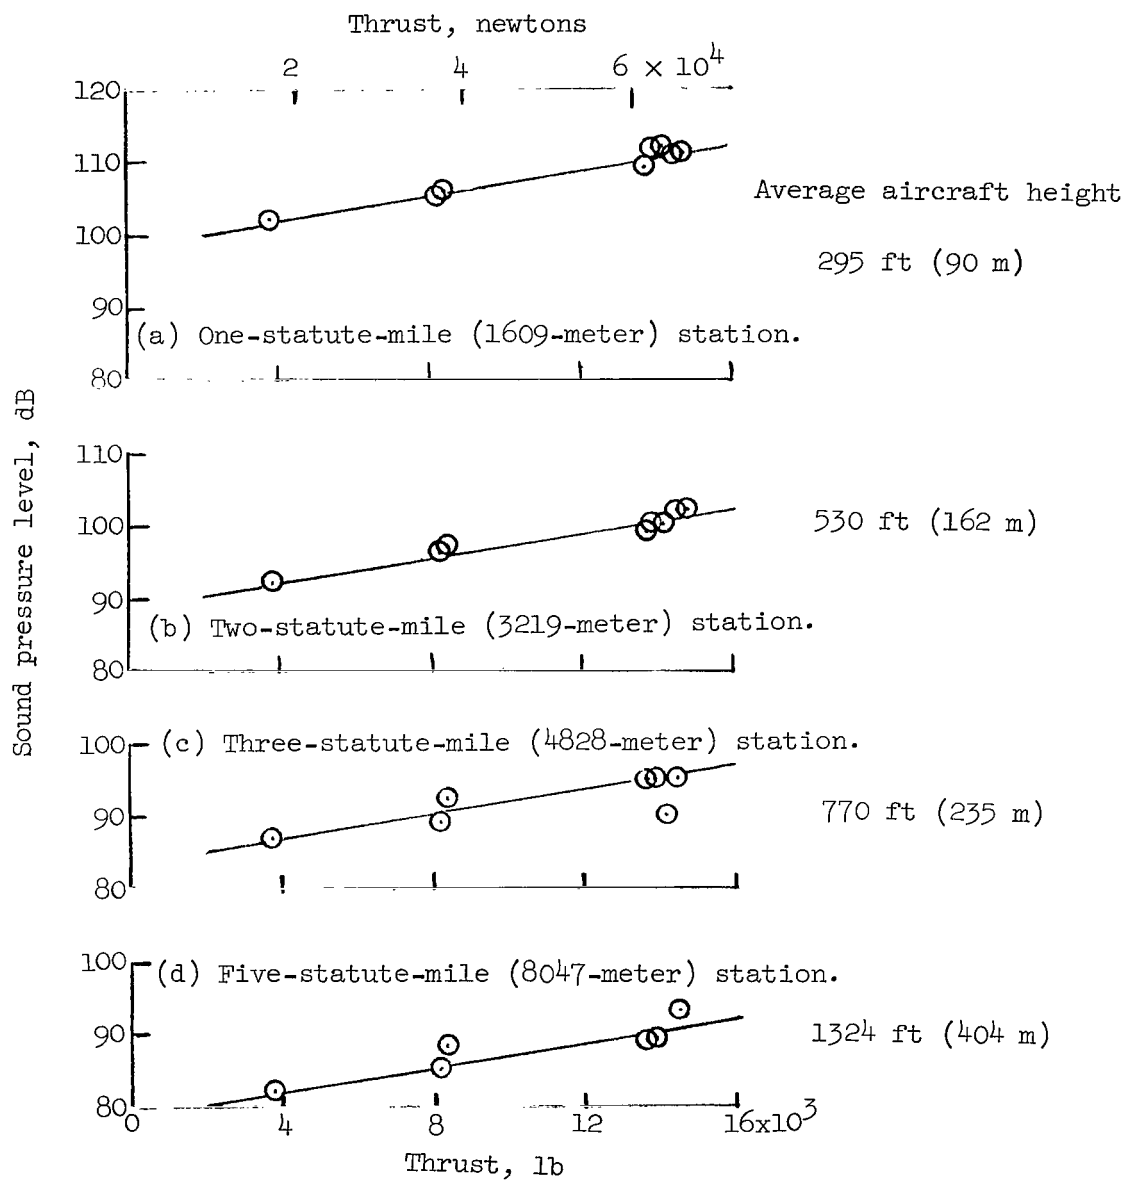 Thrust, newtons
2 4 6 × 10⁴
120
110
100
90
80
Average aircraft height
295 ft (90 m)
(a) One-statute-mile (1609-meter) station.
Sound pressure level, dB
110
100
90
80
530 ft (162 m)
(b) Two-statute-mile (3219-meter) station.
100
90
80
(c) Three-statute-mile (4828-meter) station.
770 ft (235 m)
100
90
80
(d) Five-statute-mile (8047-meter) station.
1324 ft (404 m)
0 4 8 12 16x10³
Thrust, lb